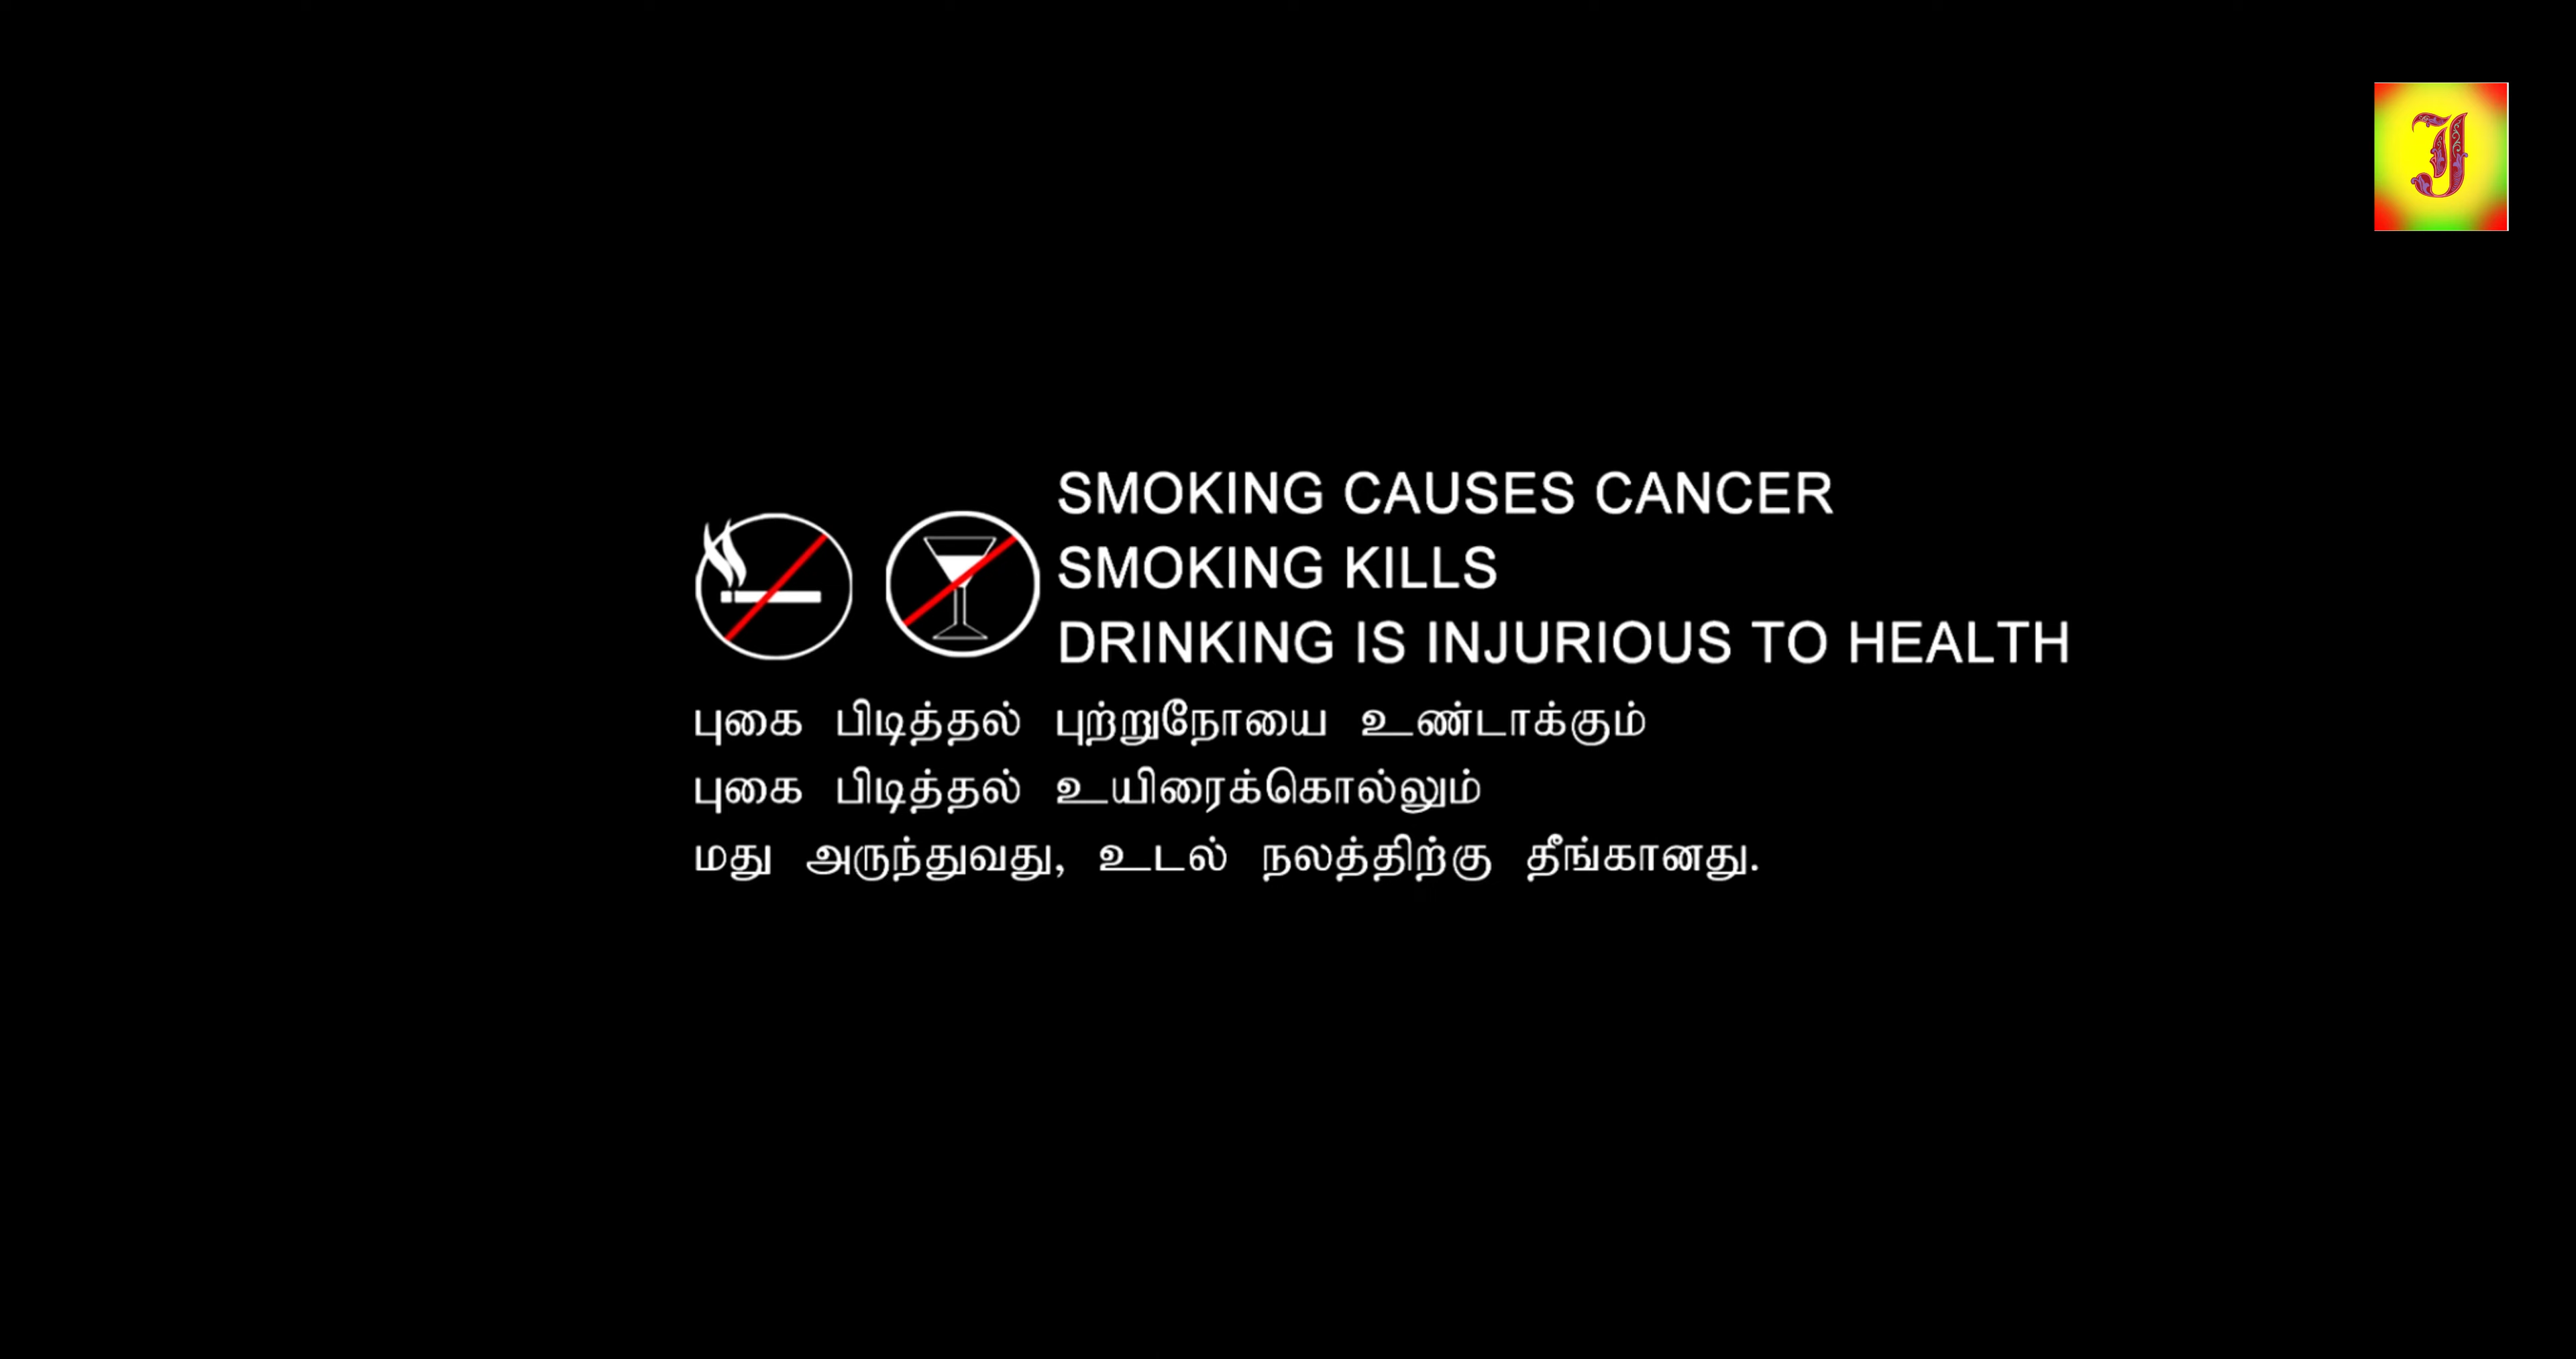 J
SMOKING CAUSES CANCER
SMOKING KILLS
DRINKING IS INJURIOUS TO HEALTH
புகை பிடித்தல் புற்றுநோயை உண்டாக்கும்
புகை பிடித்தல் உயிரைக்கொல்லும்
மது அருந்துவது, உடல் நலத்திற்கு தீங்கானது.